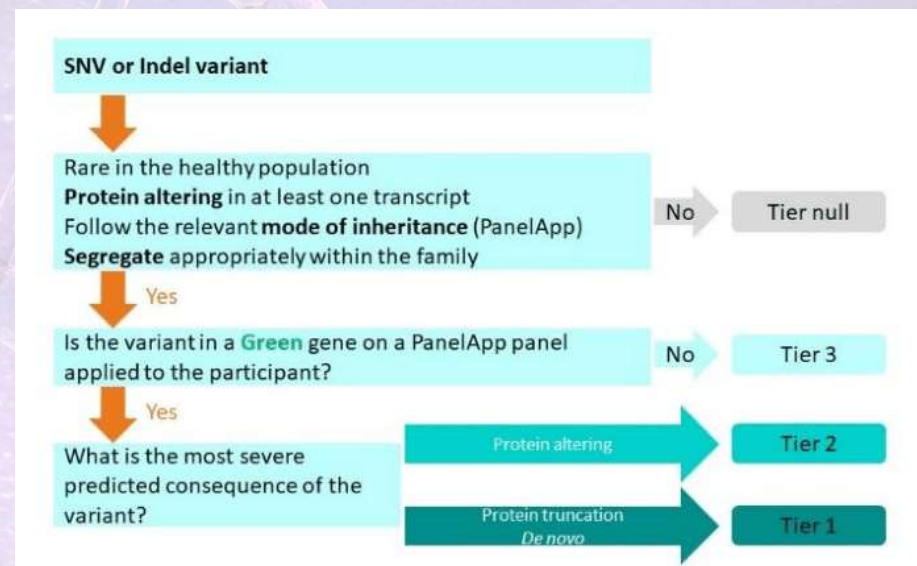 SNV or Indel variant
Rare in the healthy population
Protein altering in at least one transcript
Follow the relevant mode of inheritance (PanelApp)
Segregate appropriately within the family
No
Tier null
Yes
Is the variant in a Green gene on a PanelApp panel
applied to the participant?
No
Tier 3
Yes
What is the most severe
predicted consequence of the
variant?
Protein altering
Tier 2
Protein truncation
De novo
Tier 1